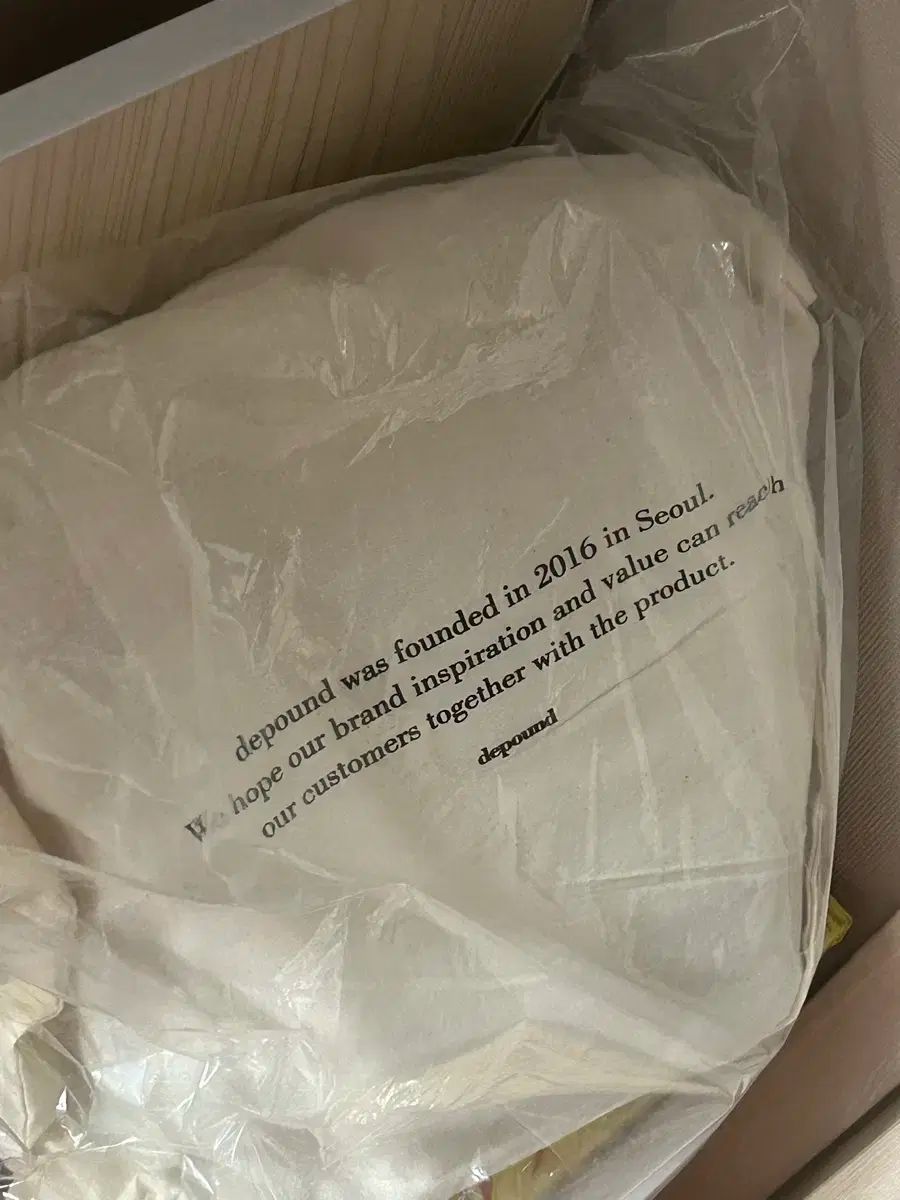 depound was founded in 2016 in Seoul.
We hope our brand inspiration and value can reach
our customers together with the product.
depound